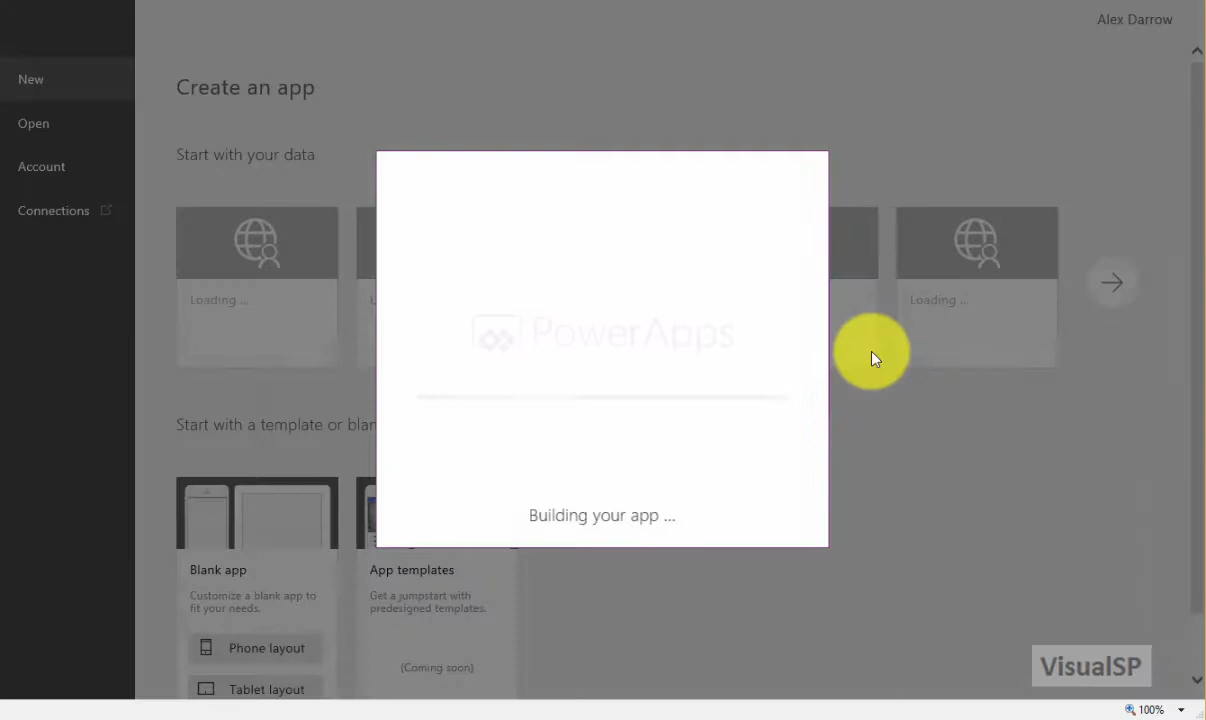 Alex Darrow
New
Open
Account
Connections
Create an app
Start with your data
Loading ...
Loading ...
PowerApps
Building your app ...
Start with a template or blan
Blank app
Customize a blank app to
fit your needs.
Phone layout
Tablet layout
App templates
Get a jumpstart with
predesigned templates.
(Coming soon)
VisualSP
100%